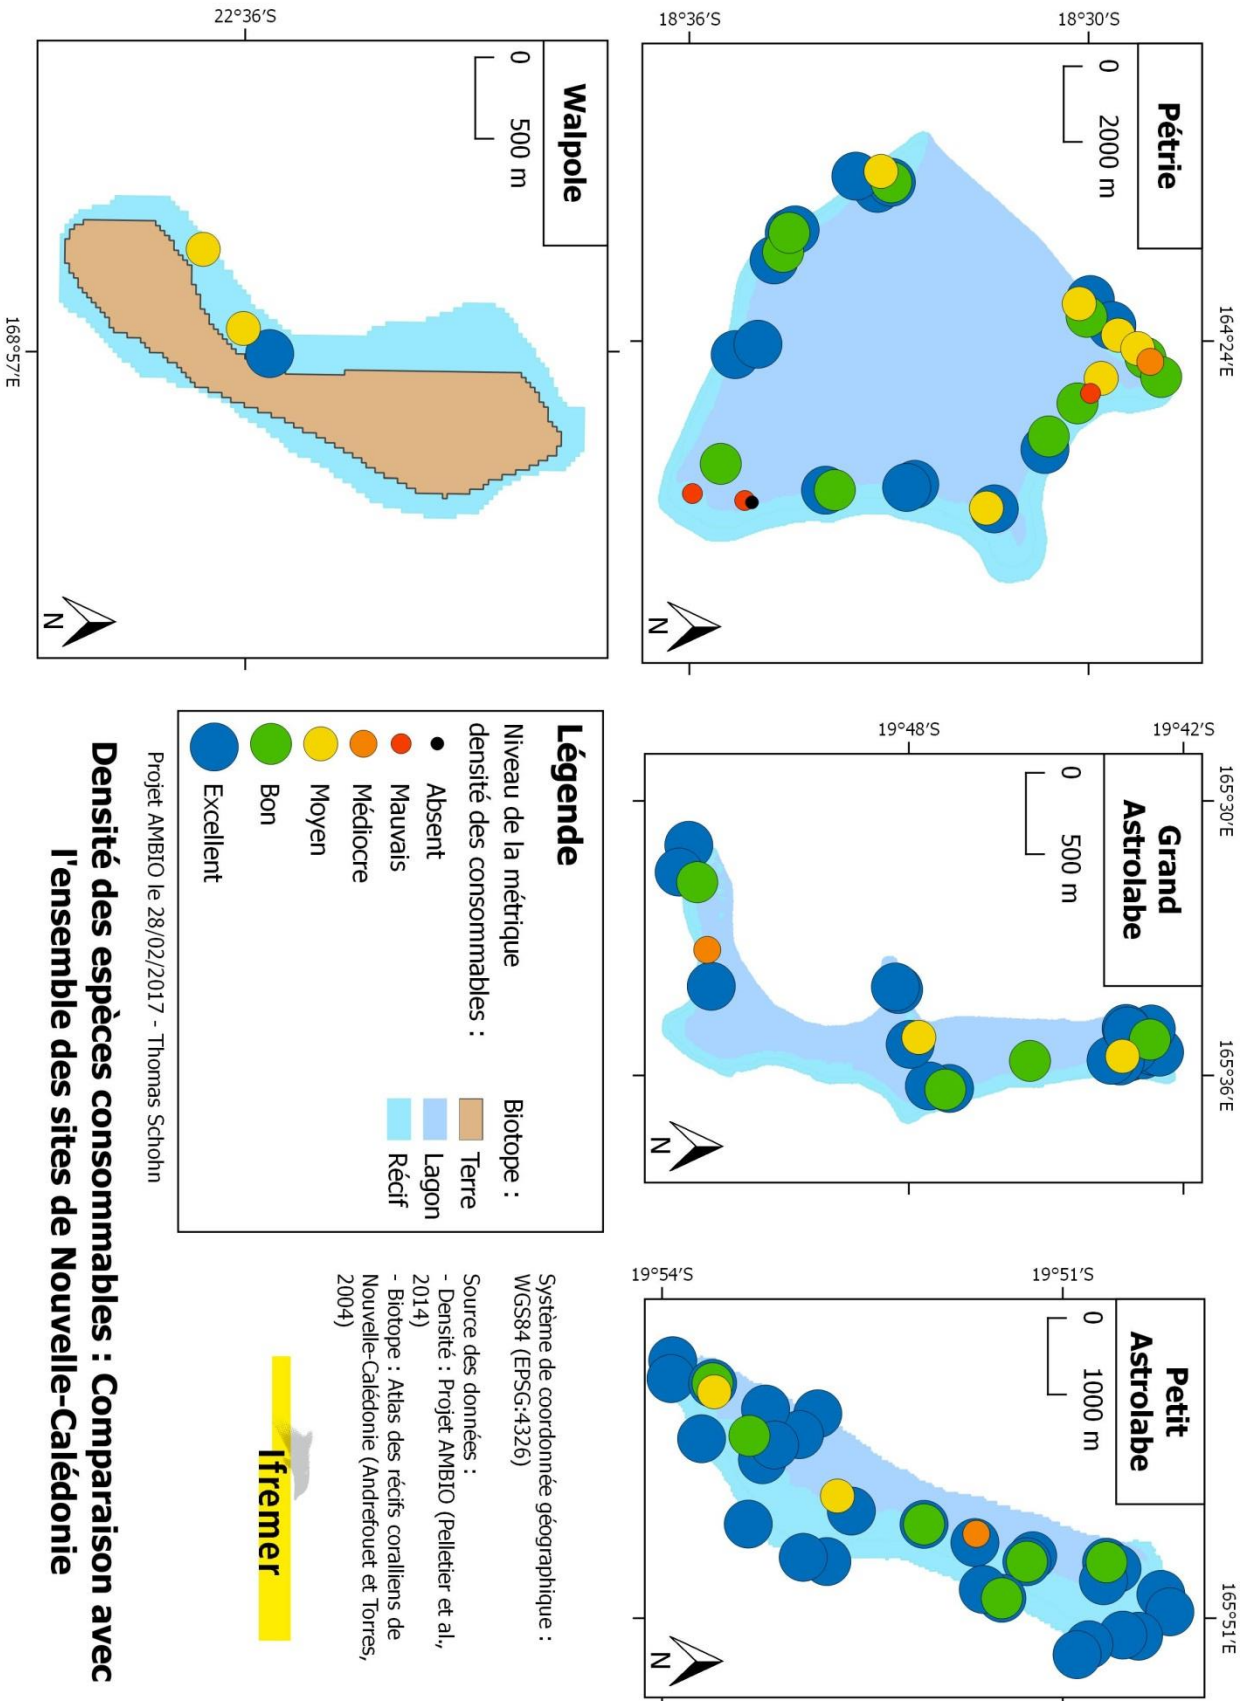 Pétrie
0 2000 m
18°36'S
18°30'S
164°24'E
N
Grand
Astrolabe
0 500 m
19°48'S
19°42'S
165°30'E
165°36'E
N
Petit
Astrolabe
0 1000 m
19°54'S
19°51'S
165°51'E
N
Walpole
0 500 m
22°36'S
168°57'E
N
Légende
Niveau de la métrique
densité des consommables :
Absent
Mauvais
Médiocre
Moyen
Bon
Excellent
Biotope :
Terre
Lagon
Récif
Système de coordonnée géographique :
WGS84 (EPSG:4326)
Source des données :
- Densité : Projet AMBIO (Pelletier et al.,
2014)
- Biotope : Atlas des récifs coralliens de
Nouvelle-Calédonie (Andrefouet et Torres,
2004)
Ifremer
Projet AMBIO le 28/02/2017 - Thomas Schohn
Densité des espèces consommables : Comparaison avec
l'ensemble des sites de Nouvelle-Calédonie